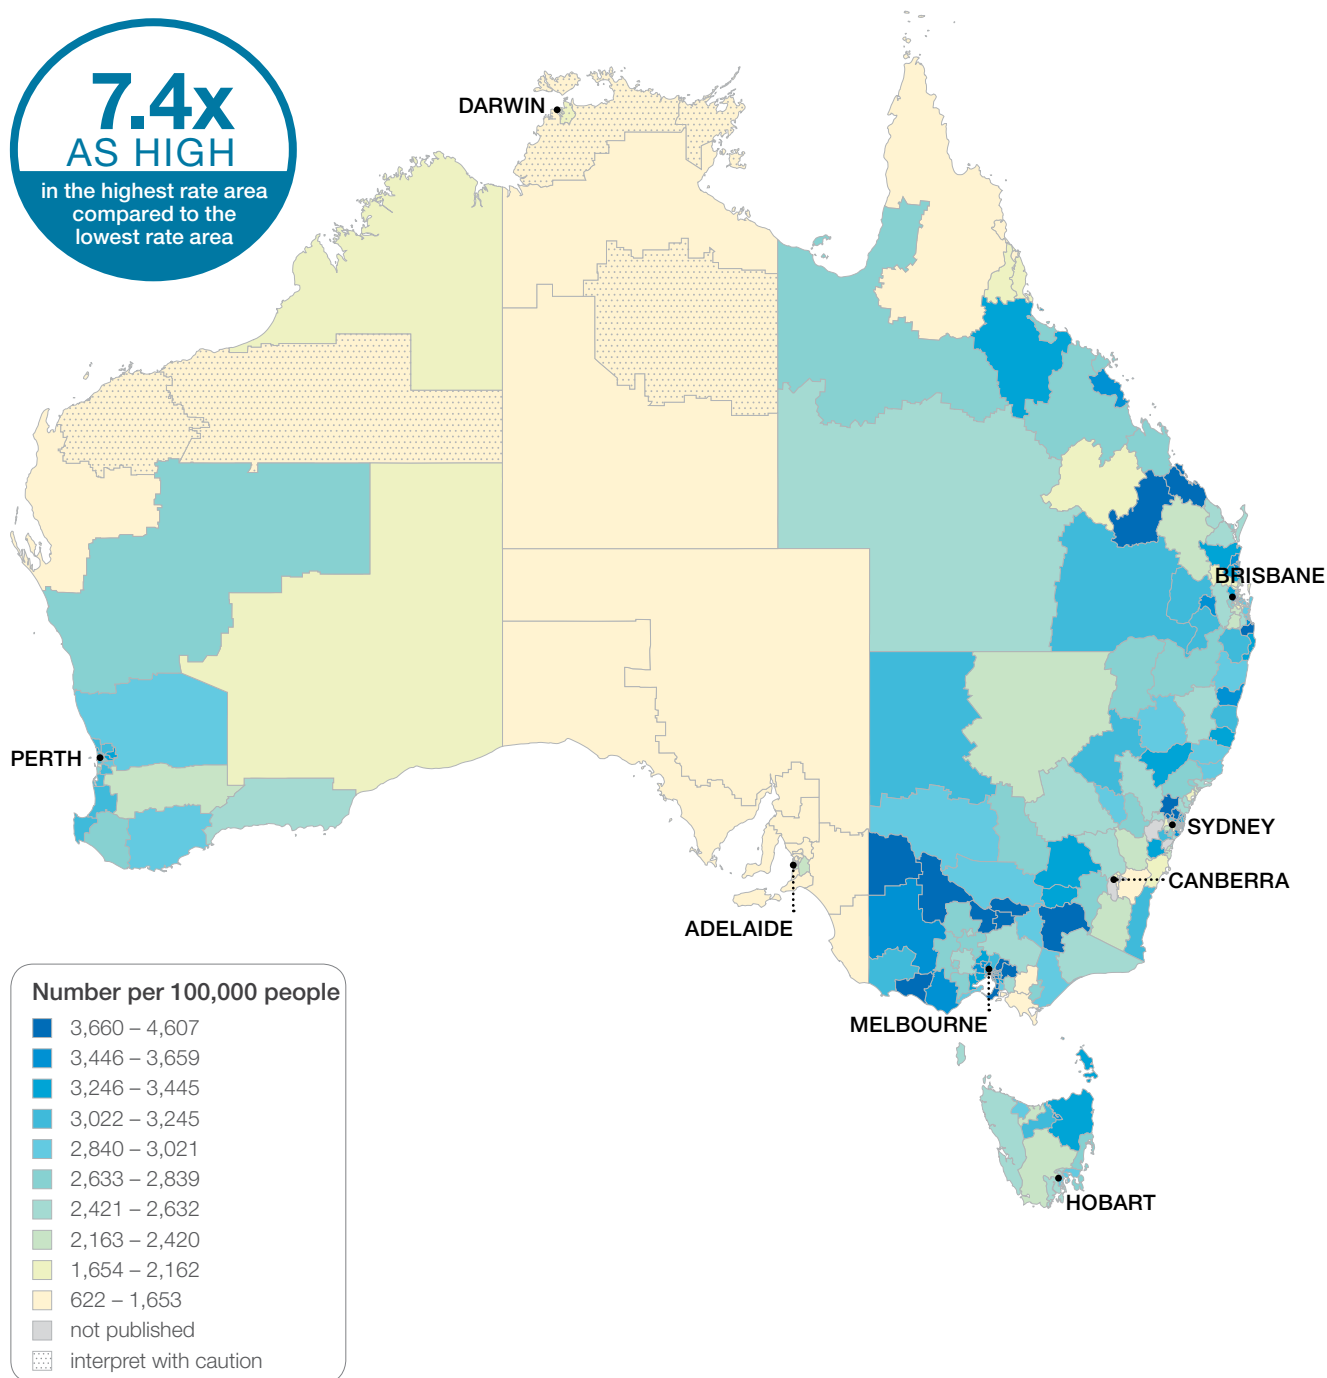 7.4x
AS HIGH
in the highest rate area
compared to the
lowest rate area
DARWIN
BRISBANE
PERTH
SYDNEY
CANBERRA
ADELAIDE
MELBOURNE
HOBART
Number per 100,000 people
3,660 – 4,607
3,446 – 3,659
3,246 – 3,445
3,022 – 3,245
2,840 – 3,021
2,633 – 2,839
2,421 – 2,632
2,163 – 2,420
1,654 – 2,162
622 – 1,653
not published
interpret with caution